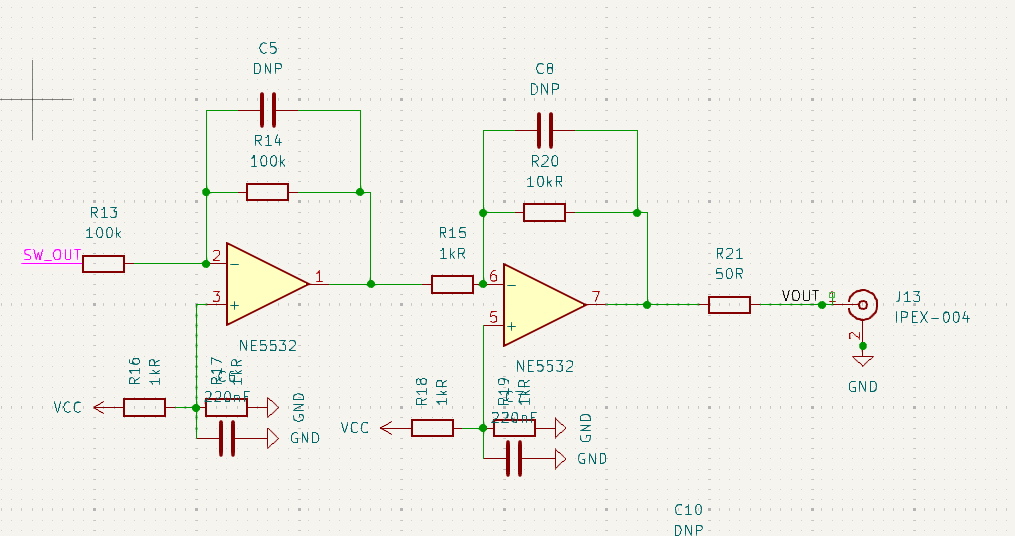 C5
DNP
C8
DNP
R14
100k
R20
10kR
R13
100k
R15
1kR
R21
50R
SW_OUT
2
3
1
6
5
7
NE5532
NE5532
VOUT
J13
IPEX-004
2
GND
R16
1kR
R17
1kR
220nF
VCC
GND
GND
R18
1kR
R19
1kR
220nF
VCC
GND
GND
C10
DNP